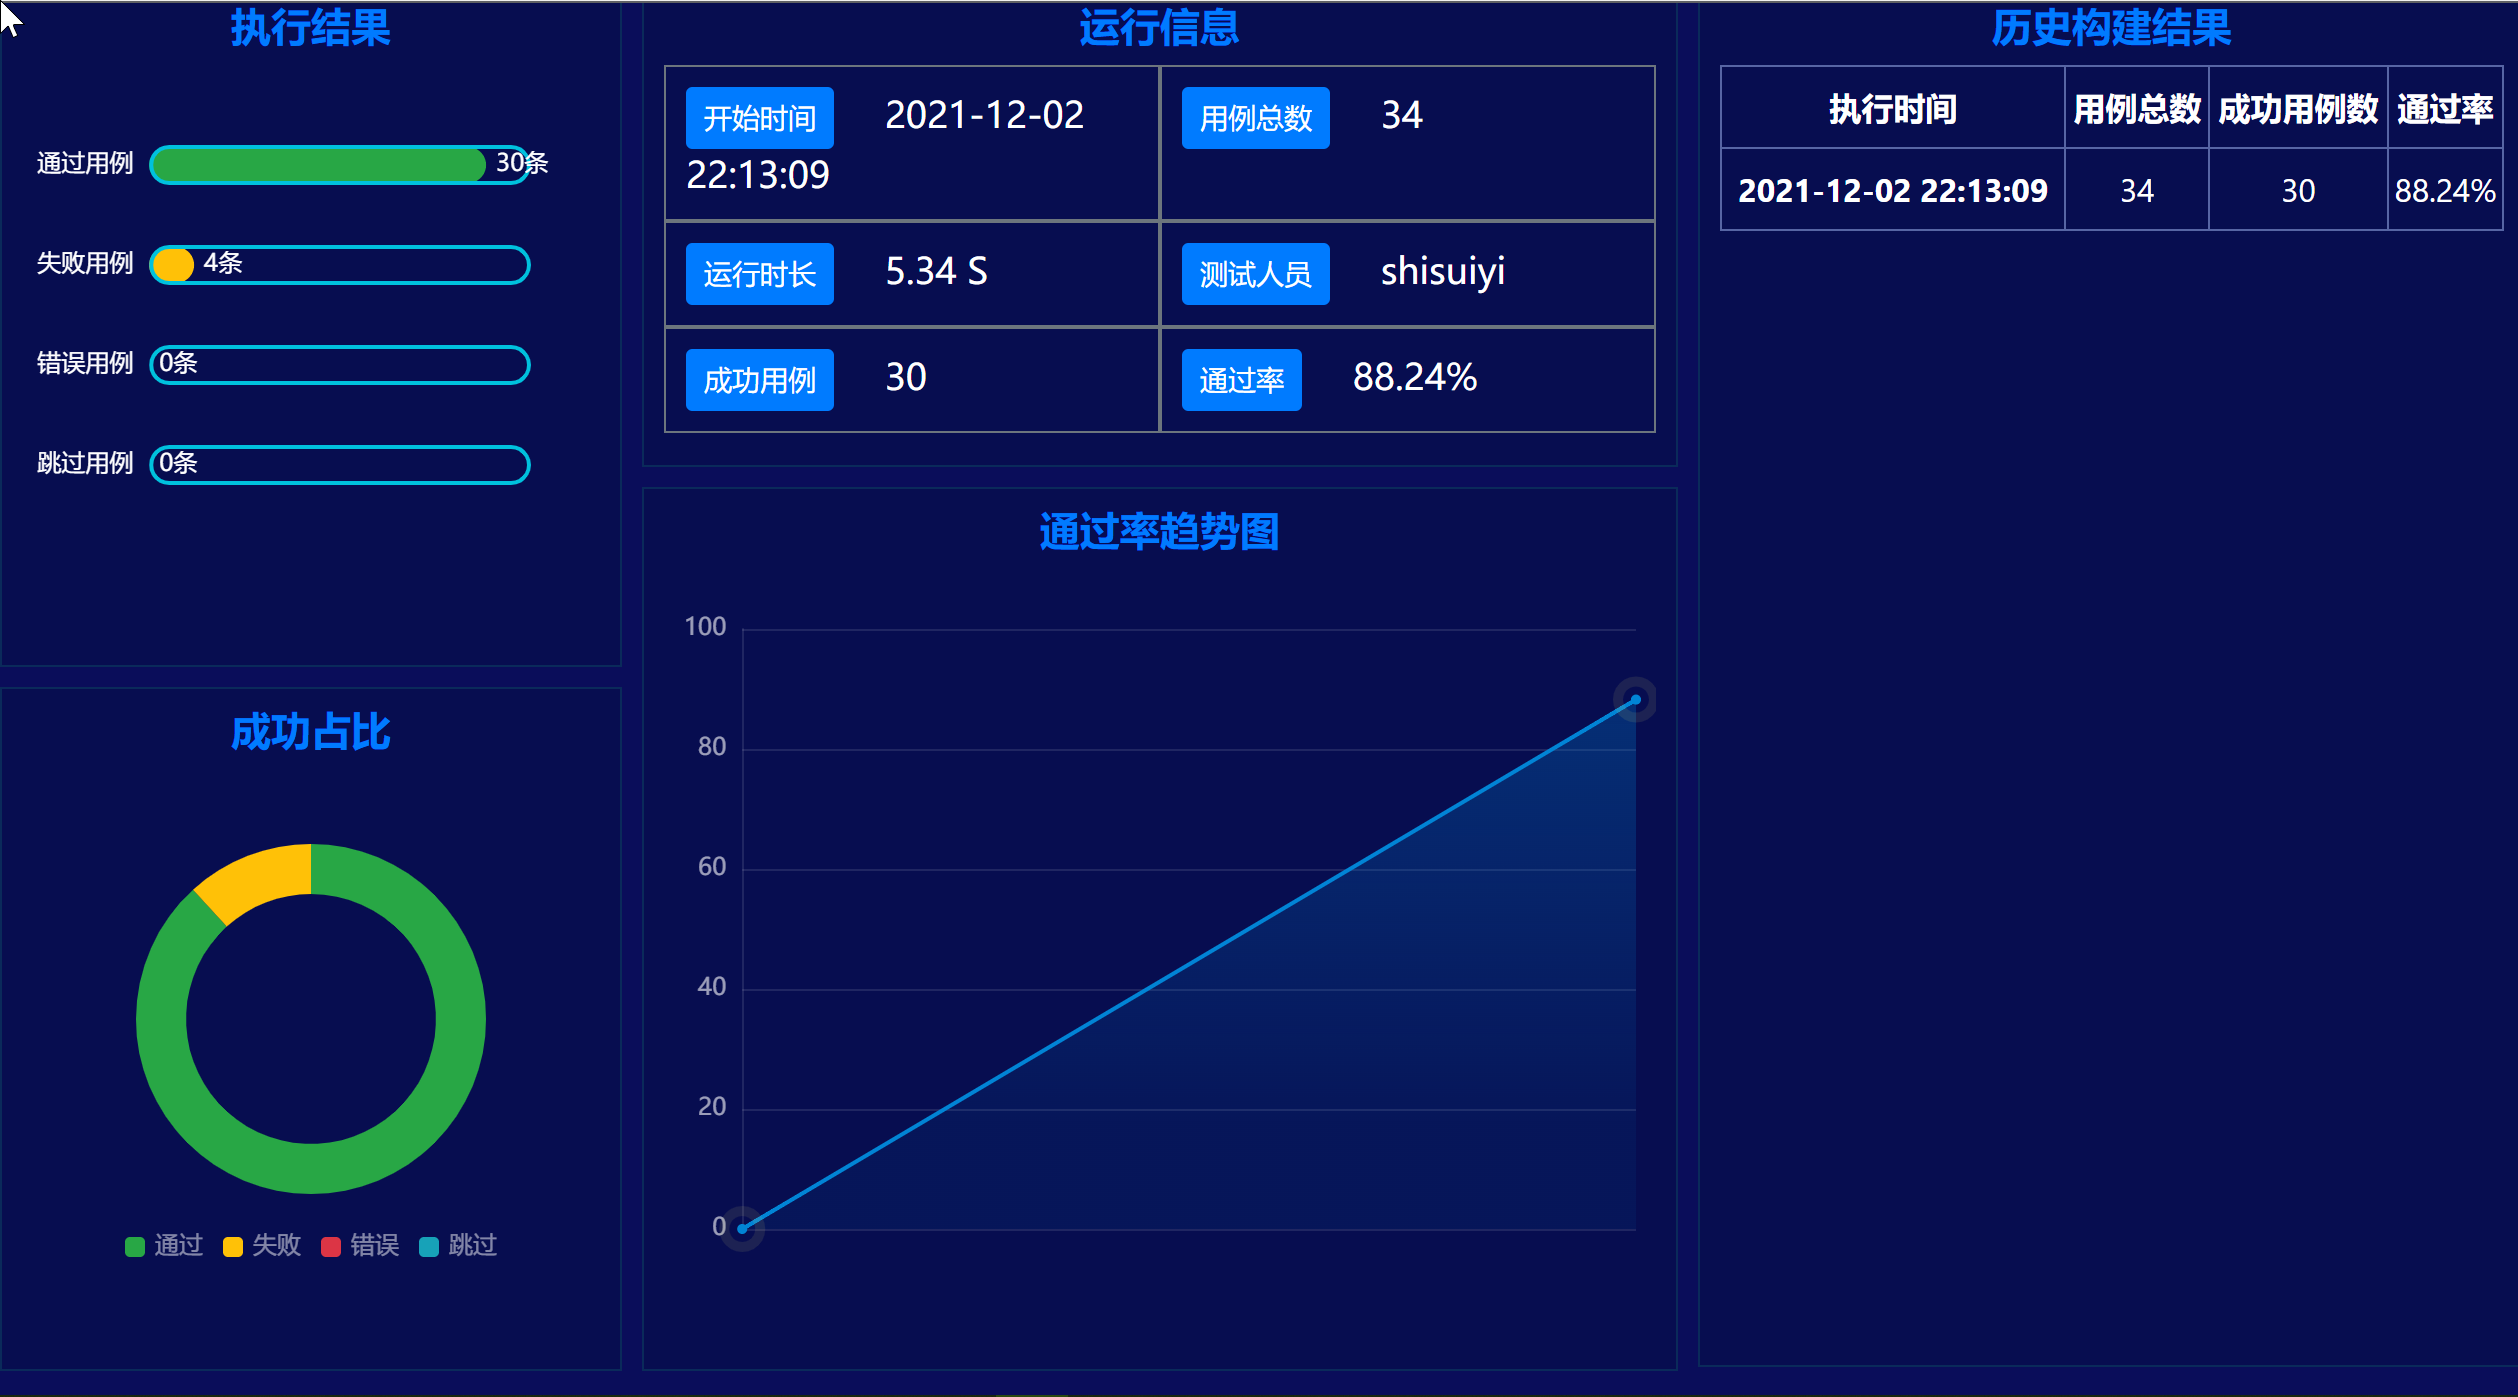 执行结果
通过用例 30条
失败用例 4条
错误用例 0条
跳过用例 0条
成功占比
通过 失败 错误 跳过
运行信息
开始时间 2021-12-02
22:13:09
用例总数 34
运行时长 5.34 S
测试人员 shisuiyi
成功用例 30
通过率 88.24%
通过率趋势图
100
80
60
40
20
0
历史构建结果
执行时间 用例总数 成功用例数 通过率
2021-12-02 22:13:09 34 30 88.24%